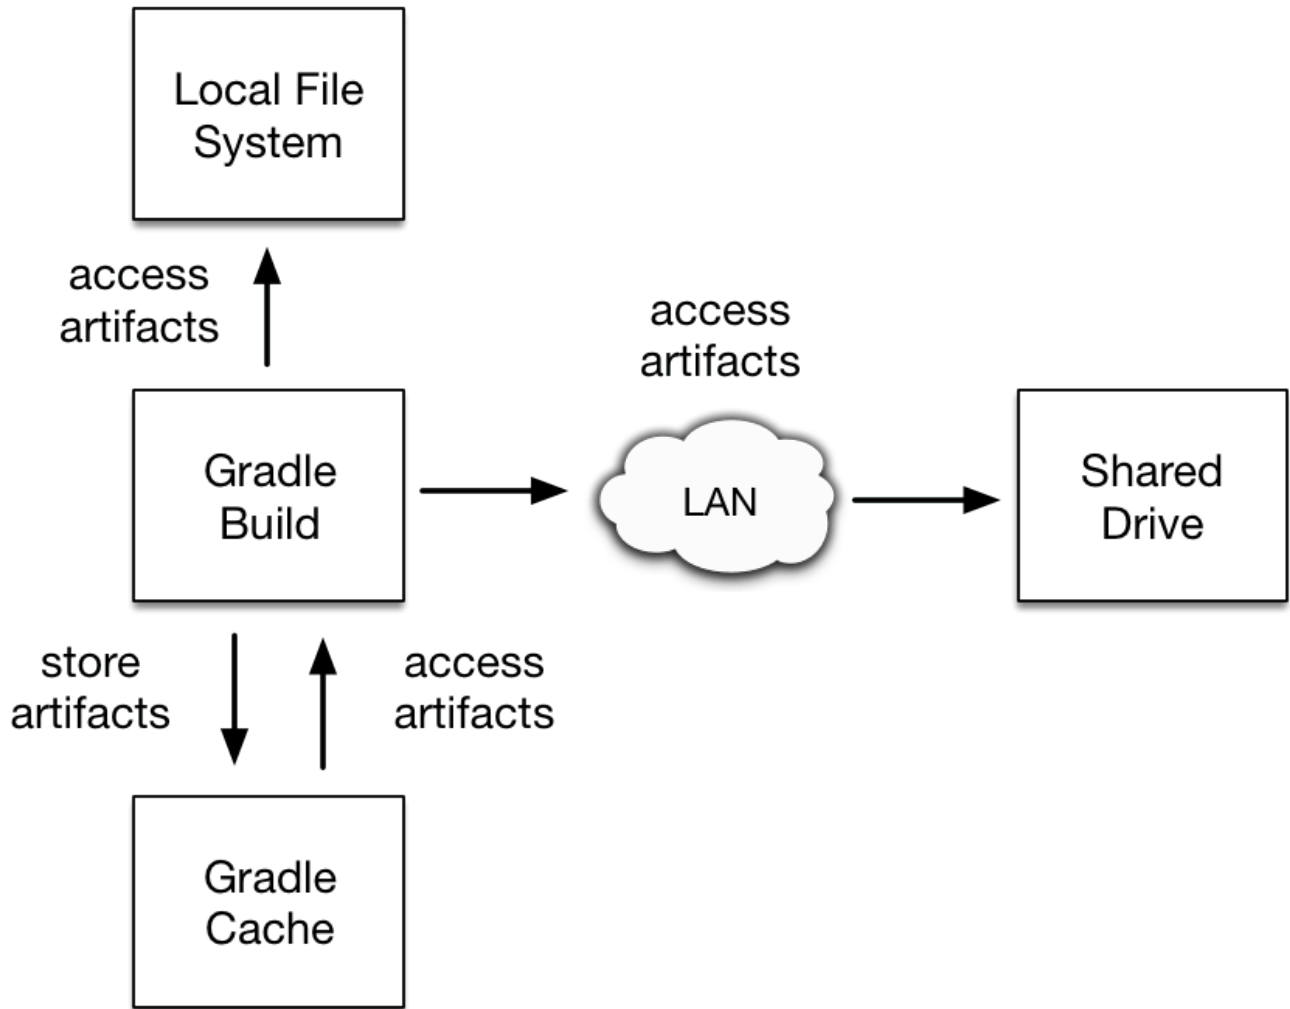 Local File
System
access
artifacts
access
artifacts
Gradle
Build
LAN
Shared
Drive
store
artifacts
access
artifacts
Gradle
Cache